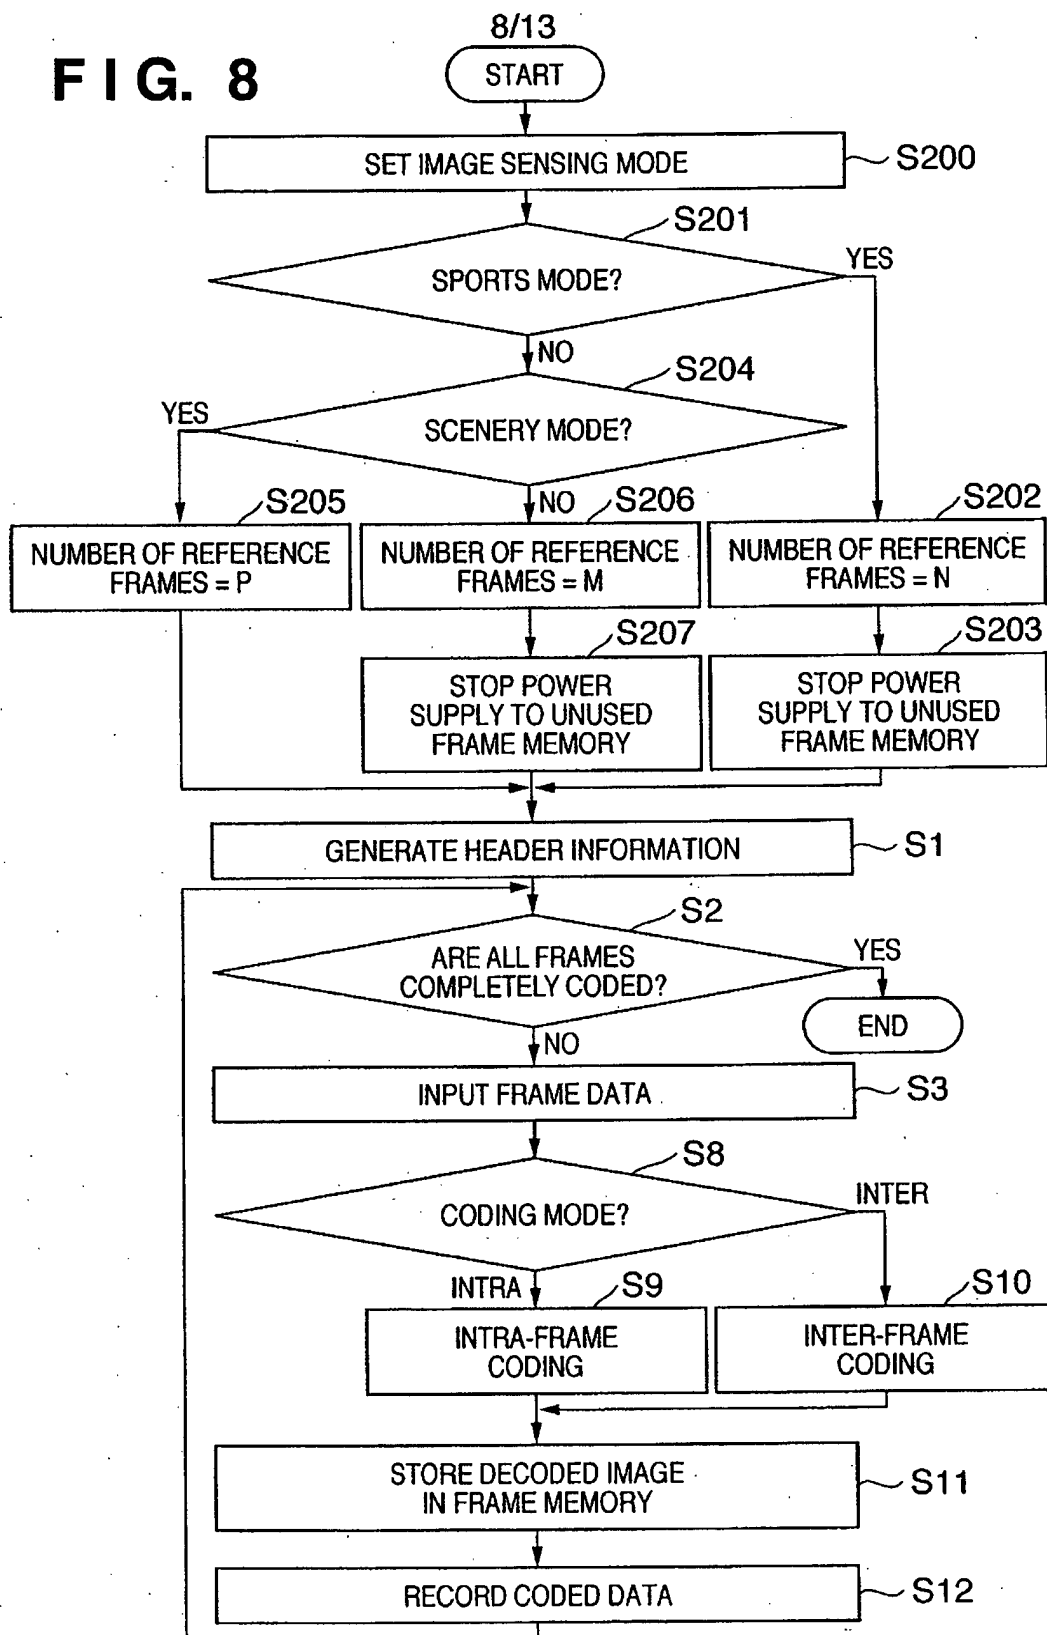 8/13
FIG. 8
START
SET IMAGE SENSING MODE
S200
S201
SPORTS MODE?
YES
NO
S204
SCENERY MODE?
YES
NO
S205
NUMBER OF REFERENCE
FRAMES = P
S206
NUMBER OF REFERENCE
FRAMES = M
S202
NUMBER OF REFERENCE
FRAMES = N
S207
STOP POWER
SUPPLY TO UNUSED
FRAME MEMORY
S203
STOP POWER
SUPPLY TO UNUSED
FRAME MEMORY
GENERATE HEADER INFORMATION
S1
S2
ARE ALL FRAMES
COMPLETELY CODED?
YES
END
NO
INPUT FRAME DATA
S3
S8
CODING MODE?
INTER
INTRA
S9
INTRA-FRAME
CODING
S10
INTER-FRAME
CODING
STORE DECODED IMAGE
IN FRAME MEMORY
S11
RECORD CODED DATA
S12